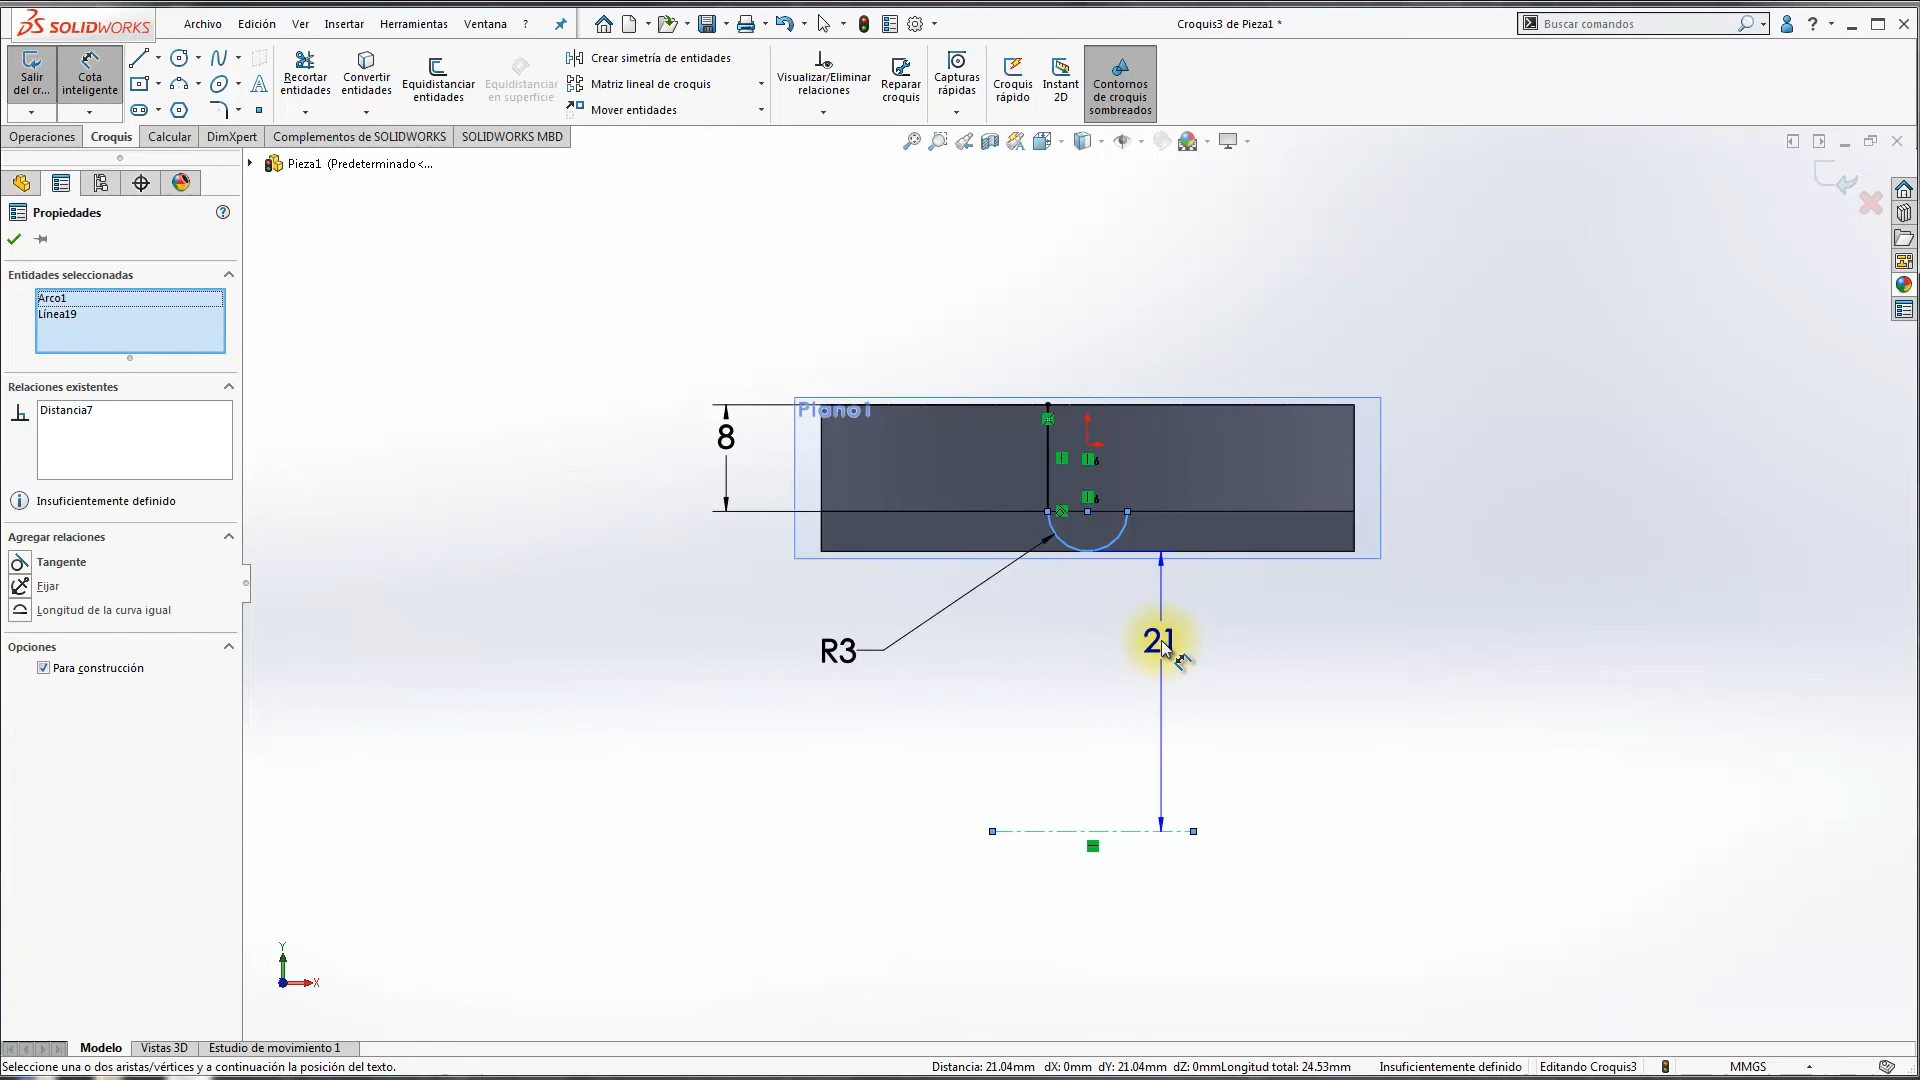 SOLIDWORKS
Archivo Edición Ver Insertar Herramientas Ventana ?
Croquis3 de Pieza1 *
Buscar comandos
Salir del cr...
Cota inteligente
Recortar entidades
Convertir entidades
Equidistanciar entidades
Equidistanciar en superficie
Crear simetría de entidades
Matriz lineal de croquis
Mover entidades
Visualizar/Eliminar relaciones
Reparar croquis
Capturas rápidas
Croquis rápido
Instant 2D
Contornos de croquis sombreados
Operaciones Croquis Calcular DimXpert Complementos de SOLIDWORKS SOLIDWORKS MBD
Pieza1 (Predeterminado<...
Propiedades
Entidades seleccionadas
Arco1
Línea19
Relaciones existentes
Distancia7
Insuficientemente definido
Agregar relaciones
Tangente
Fijar
Longitud de la curva igual
Opciones
Para construcción
Plano1
8
6
6
R3
21
Y
X
Modelo Vistas 3D Estudio de movimiento 1
Seleccione una o dos aristas/vértices y a continuación la posición del texto.
Distancia: 21.04mm dX: 0mm dY: 21.04mm dZ: 0mmLongitud total: 24.53mm Insuficientemente definido Editando Croquis3 MMGS